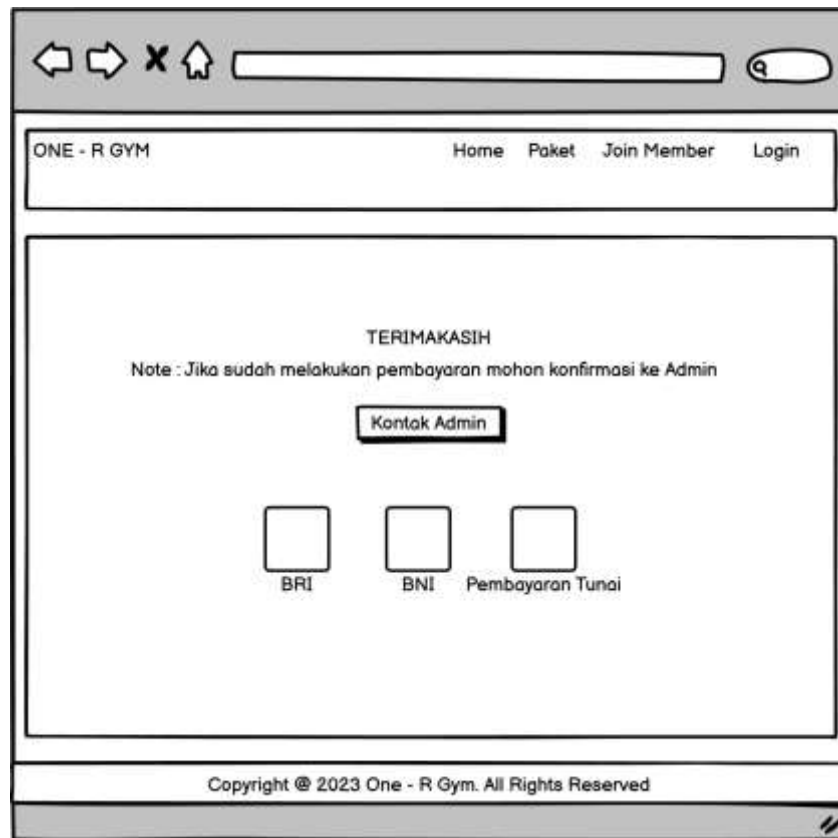 ONE - R GYM Home Paket Join Member Login
TERIMAKASIH
Note : Jika sudah melakukan pembayaran mohon konfirmasi ke Admin
Kontak Admin
BRI BNI Pembayaran Tunai
Copyright @ 2023 One - R Gym. All Rights Reserved